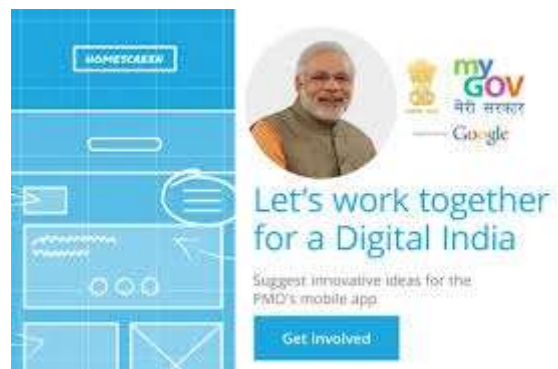 HOMESCREEN
my
GOV
मेरी सरकार
Google
Let's work together
for a Digital India
Suggest innovative ideas for the
PMO's mobile app
Get Involved